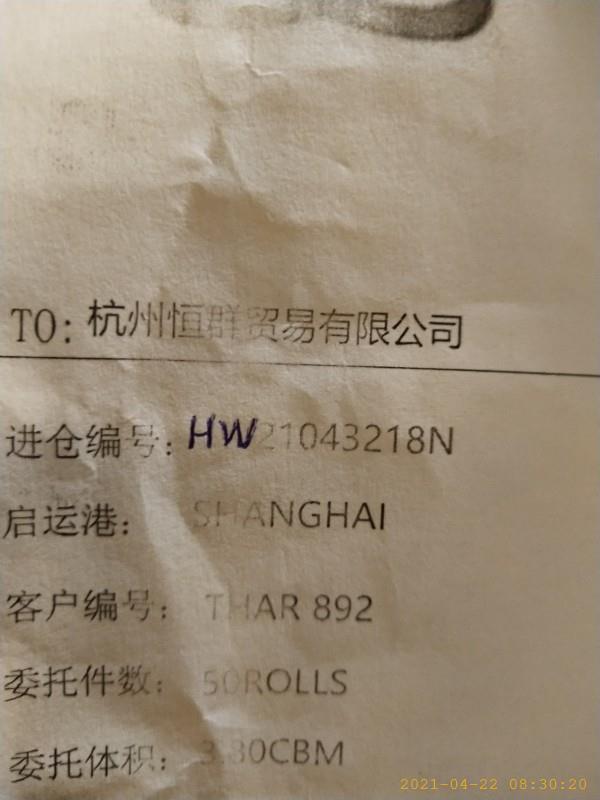 TO: 杭州恒群贸易有限公司
进仓编号: HW21043218N
启运港: SHANGHAI
客户编号: THAR 892
委托件数: 50ROLLS
委托体积: 3.80CBM
2021-04-22 08:30:20